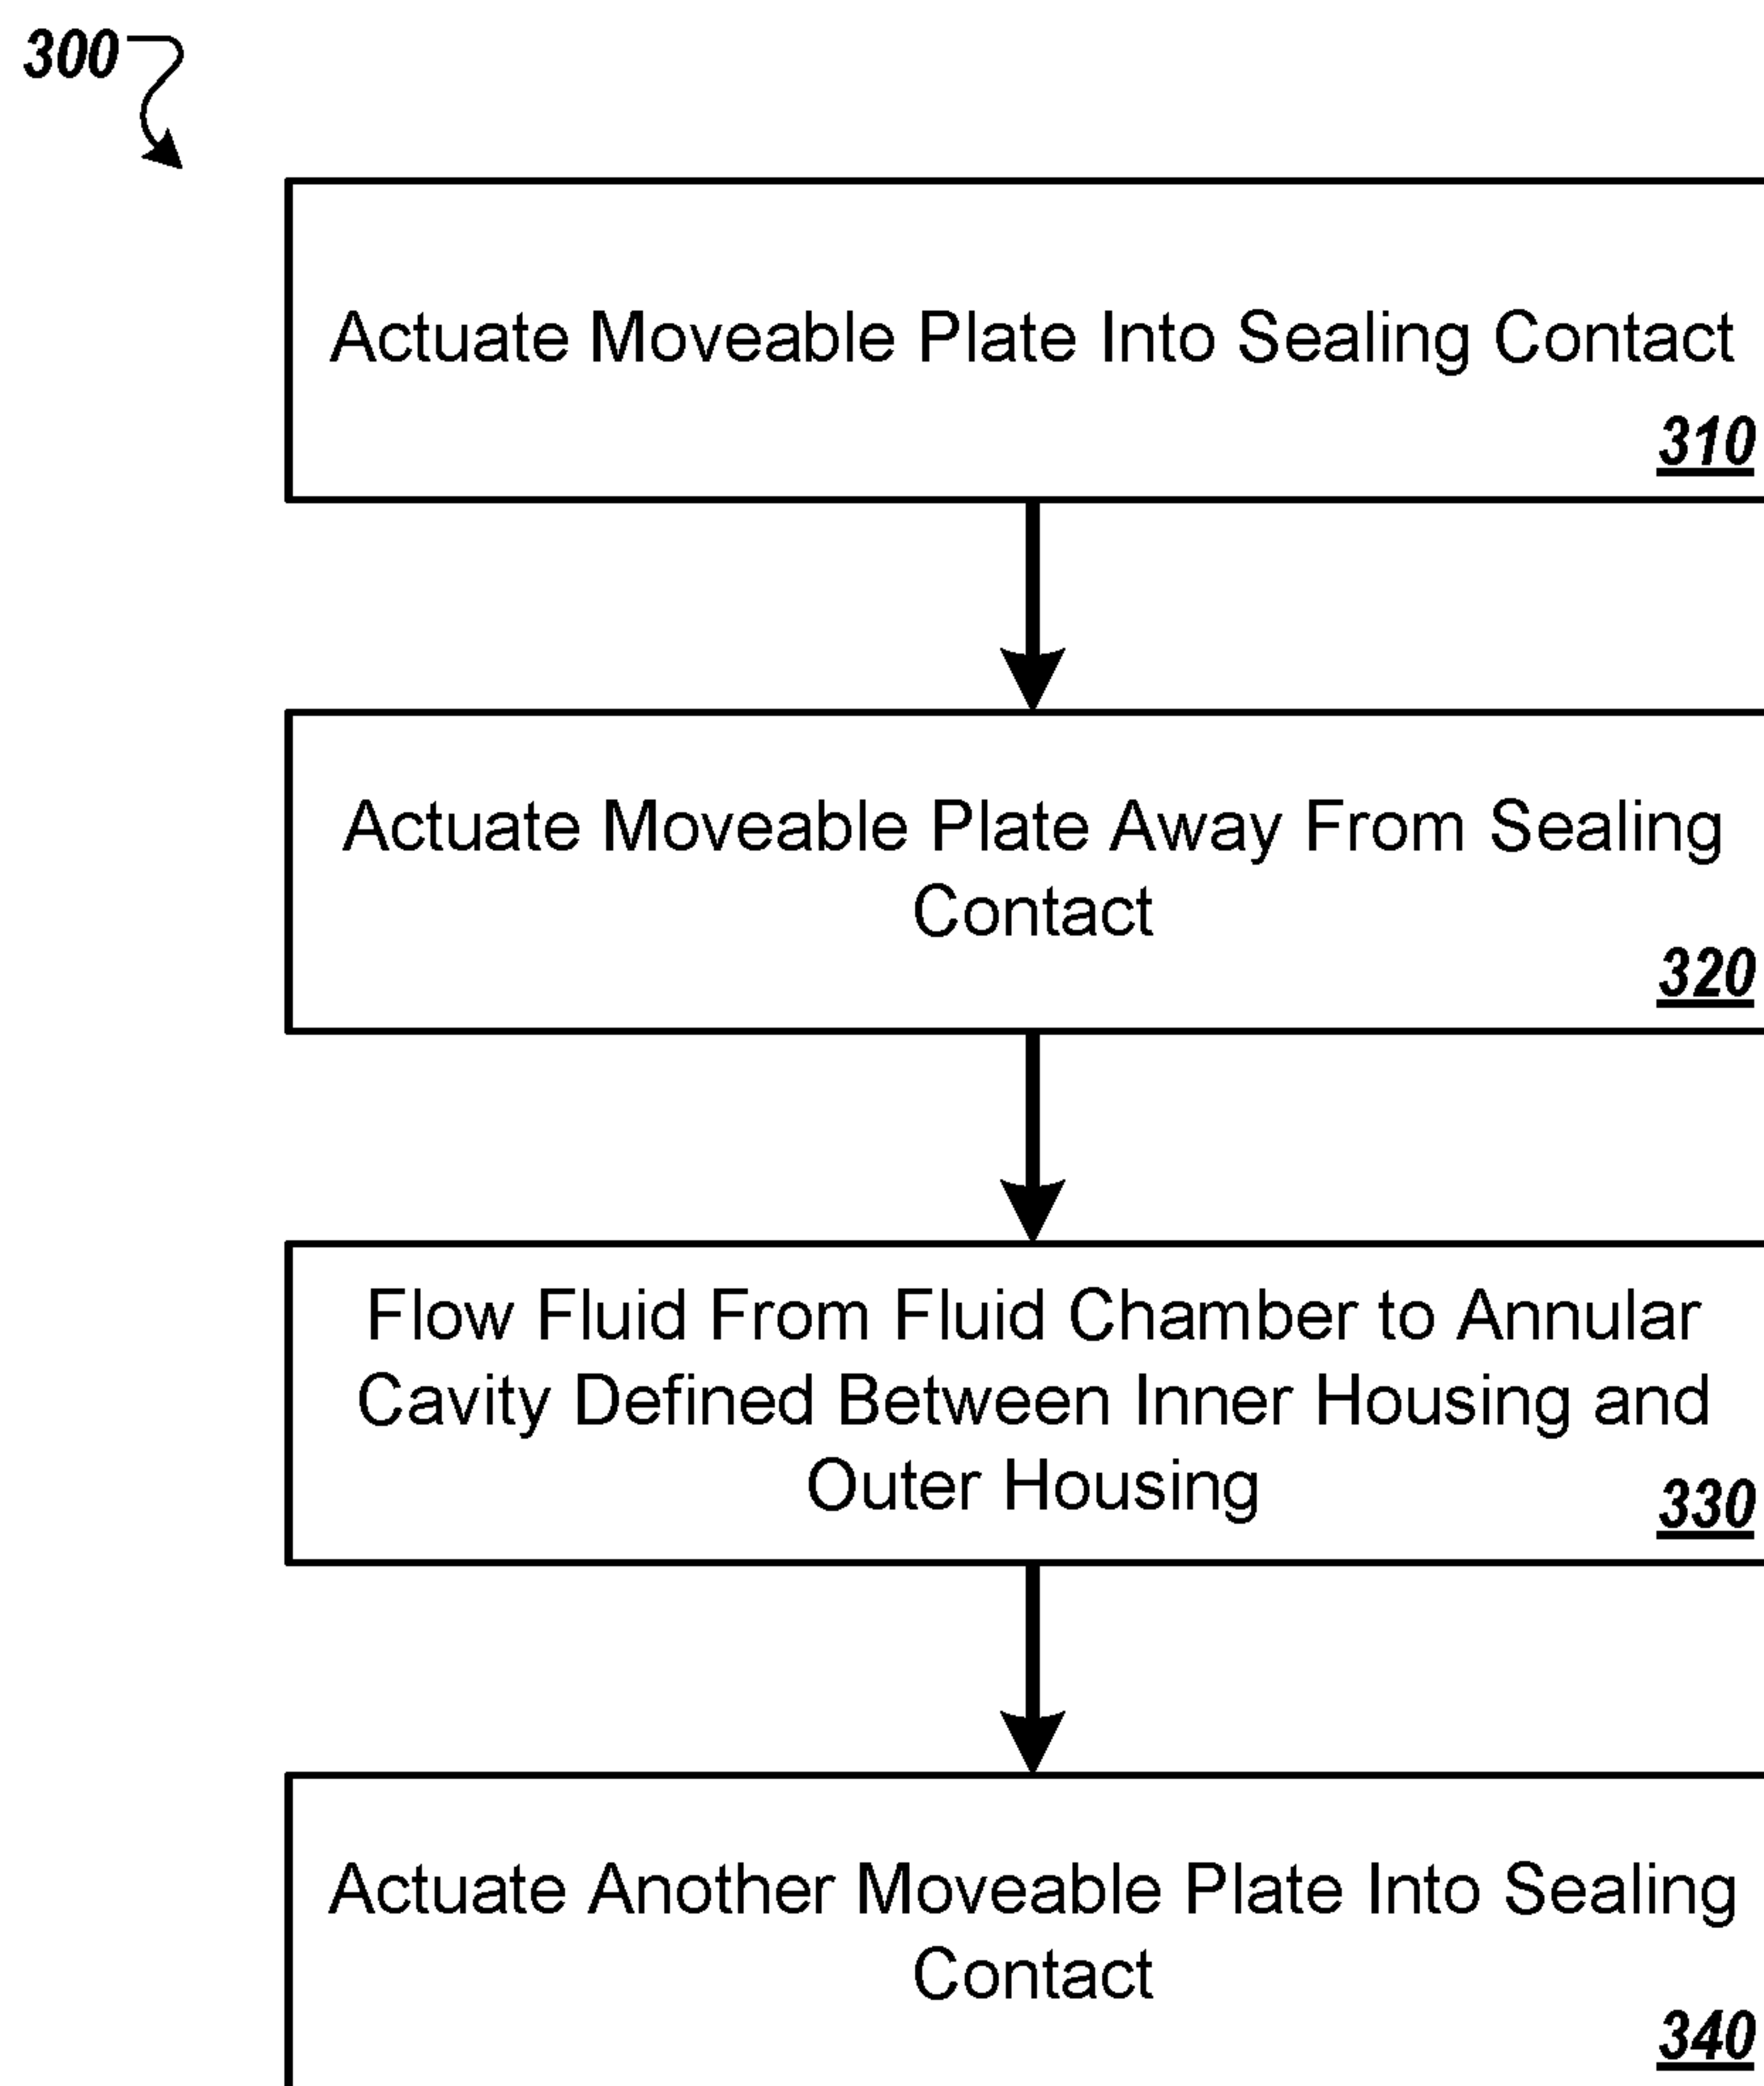 300
Actuate Moveable Plate Into Sealing Contact
310
Actuate Moveable Plate Away From Sealing
Contact
320
Flow Fluid From Fluid Chamber to Annular
Cavity Defined Between Inner Housing and
Outer Housing
330
Actuate Another Moveable Plate Into Sealing
Contact
340